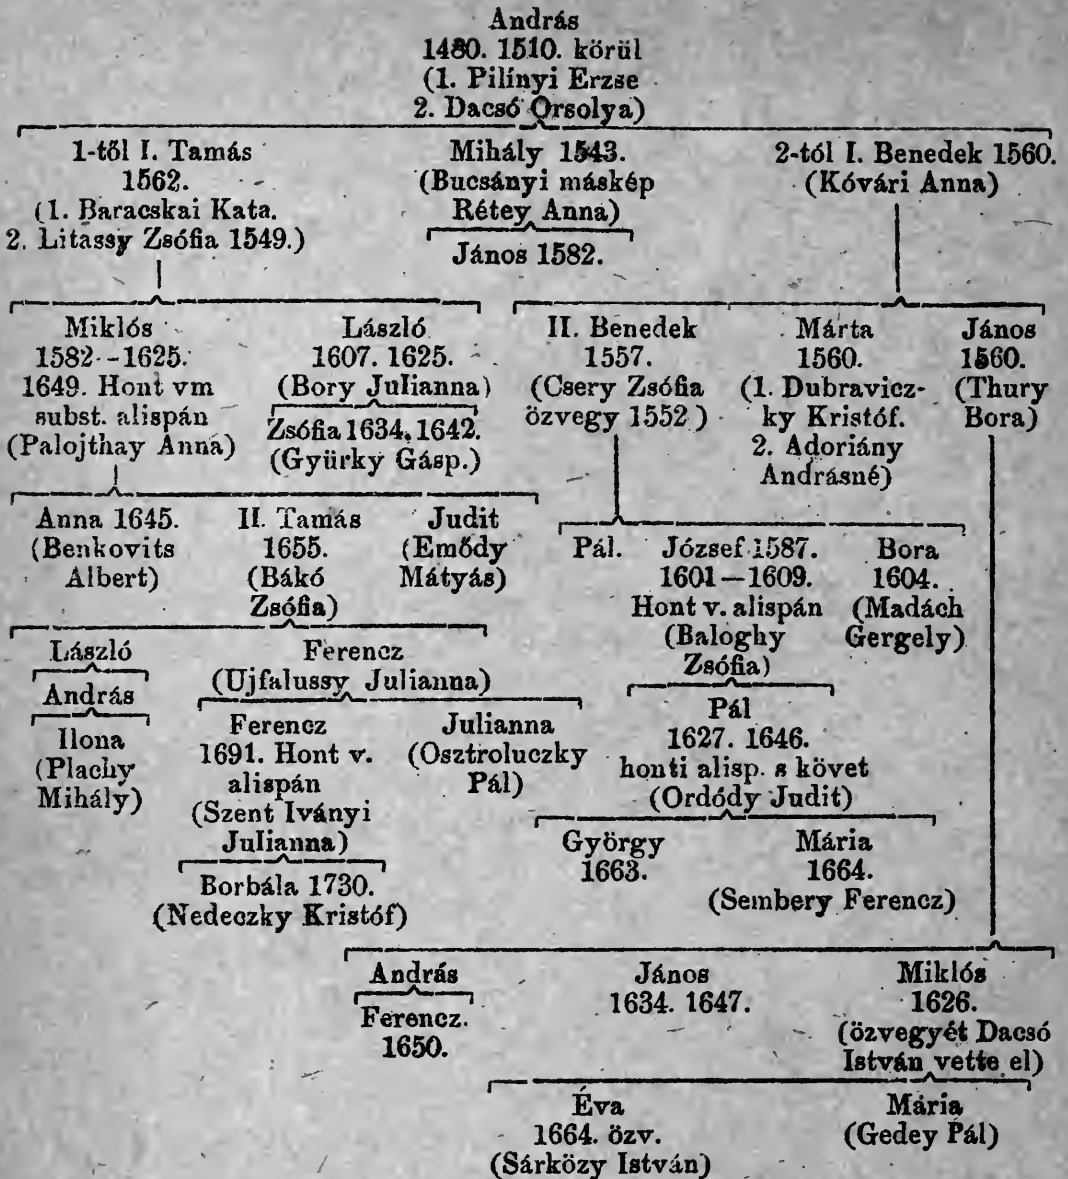 András
1480. 1510. körül
(1. Pilínyi Erzse
2. Dacsó Orsolya)
1-től I. Tamás
1562.
(1. Baracskai Kata.
2. Litassy Zsófia 1549.)
Mihály 1543.
(Bucsányi máskép
Rétey Anna)
János 1582.
2-tól I. Benedek 1560.
(Kóvári Anna)
Miklós
1582--1625.
1649. Hont vm
subst. alispán
(Palojthay Anna)
László
1607. 1625.
(Bory Julianna)
Zsófia 1634. 1642.
(Gyürky Gásp.)
II. Benedek
1557.
(Csery Zsófia
özvegy 1552)
Márta
1560.
(1. Dubravicz-
ky Kristóf.
2. Adoriány
Andrásné)
János
1560.
(Thury
Bora)
Anna 1645.
(Benkovits
Albert)
II. Tamás
1655.
(Bákó
Zsófia)
Judit
(Emődy
Mátyás)
Pál.
József 1587.
1601—1609.
Hont v. alispán
(Baloghy
Zsófia)
Bora
1604.
(Madách
Gergely)
László
András
Ilona
(Plachy
Mihály)
Ferencz
(Ujfalussy Julianna)
Ferencz
1691. Hont v.
alispán
(Szent Iványi
Julianna)
Julianna
(Osztroluczky
Pál)
Borbála 1730.
(Nedeczky Kristóf)
Pál
1627. 1646.
honti alisp. s követ
(Ordódy Judit)
György
1663.
Mária
1664.
(Sembery Ferencz)
András
Ferencz.
1650.
János
1634. 1647.
Miklós
1626.
(özvegyét Dacsó
István vette el)
Éva
1664. özv.
(Sárközy István)
Mária
(Gedey Pál)